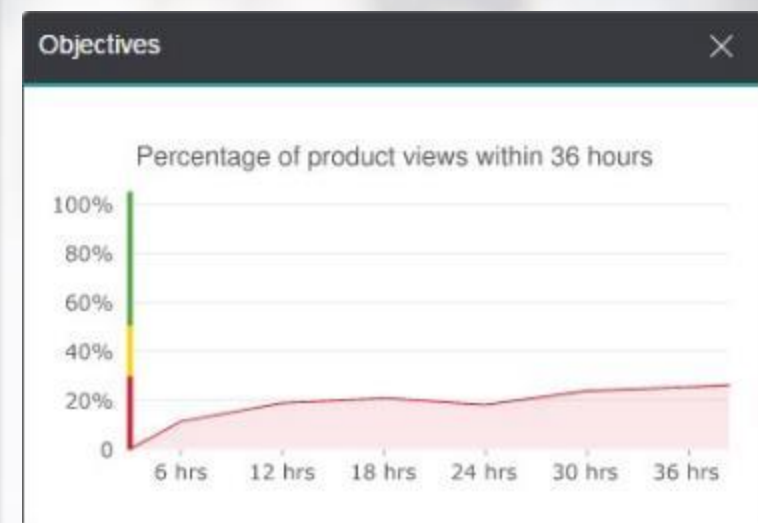 Objectives
Percentage of product views within 36 hours
100%
80%
60%
40%
20%
0
6 hrs 12 hrs 18 hrs 24 hrs 30 hrs 36 hrs